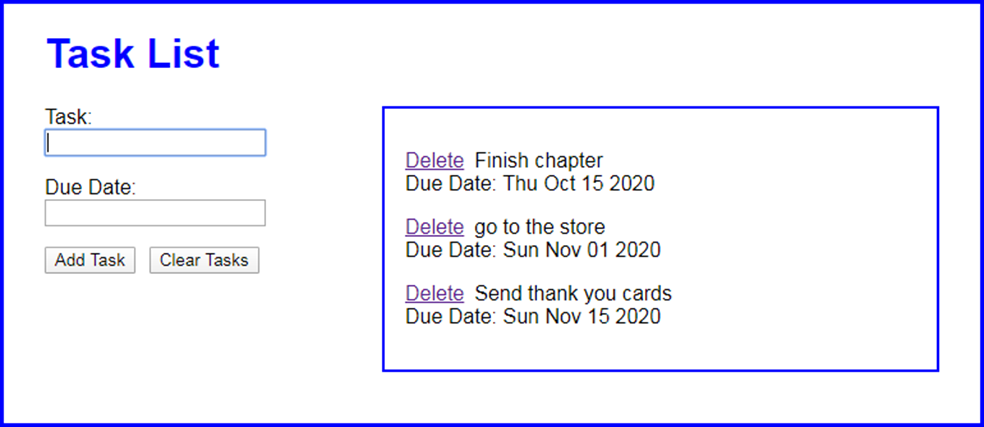 Task List
Task:
Due Date:
Add Task Clear Tasks
Delete Finish chapter
Due Date: Thu Oct 15 2020
Delete go to the store
Due Date: Sun Nov 01 2020
Delete Send thank you cards
Due Date: Sun Nov 15 2020